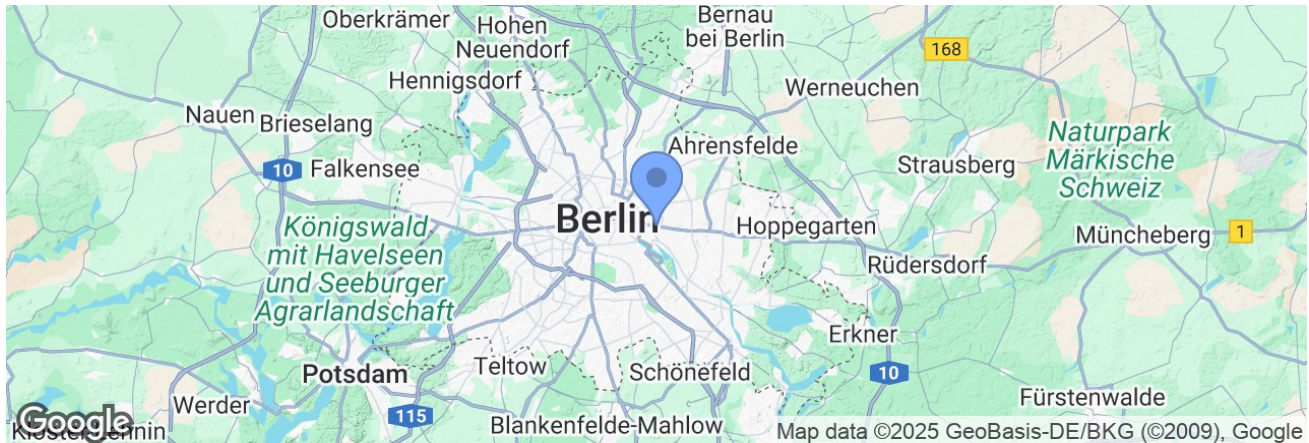 Oberkrämer
Hohen
Neuendorf
Bernau
bei Berlin
168
Hennigsdorf
Werneuchen
Nauen
Brieselang
Ahrensfelde
Naturpark
Märkische
Schweiz
10
Falkensee
Strausberg
Berlin
Hoppegarten
Königswald
mit Havelseen
und Seeburger
Agrarlandschaft
Müncheberg
1
Rüdersdorf
Erkner
Potsdam
Teltow
Schönefeld
10
Fürstenwalde
Werder
115
Blankenfelde-Mahlow
Google
Map data ©2025 GeoBasis-DE/BKG (©2009), Google